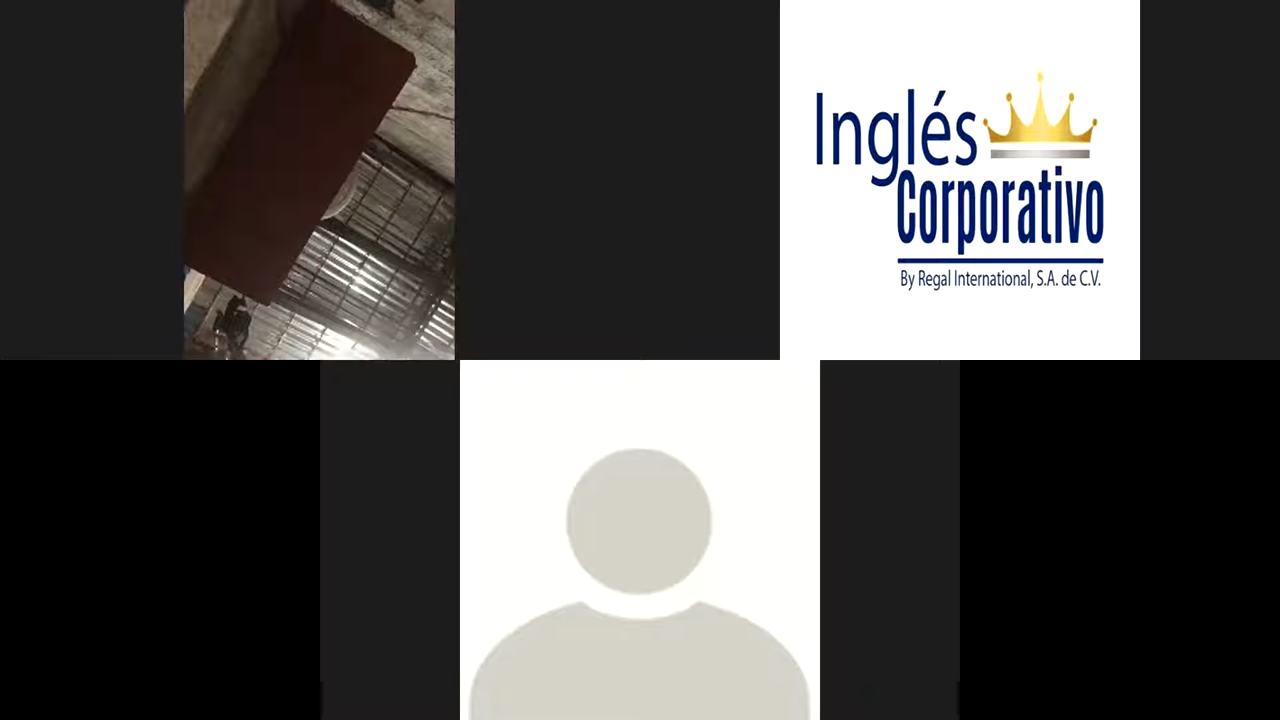 Inglés
Corporativo
By Regal International, S.A. de C.V.